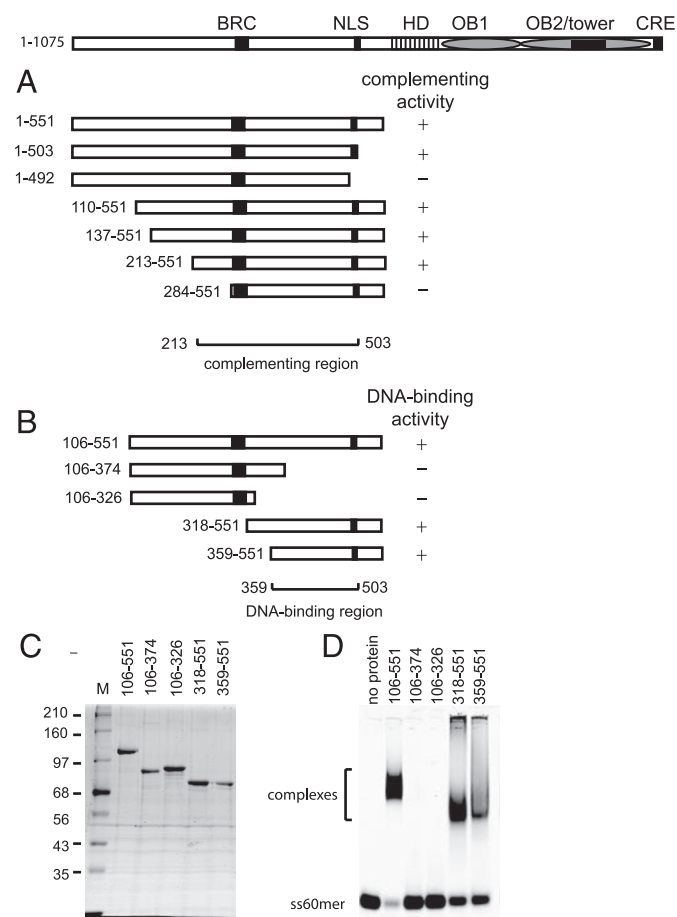 BRC NLS HD OB1 OB2/tower CRE
1-1075
A
complementing
activity
1-551 +
1-503 +
1-492 −
110-551 +
137-551 +
213-551 +
284-551 −
213 503
complementing region
B
DNA-binding
activity
106-551 +
106-374 −
106-326 −
318-551 +
359-551 +
359 503
DNA-binding region
C
–
M 106-551 106-374 106-326 318-551 359-551
210
160
97
68
56
43
35
D
no protein 106-551 106-374 106-326 318-551 359-551
complexes
ss60mer